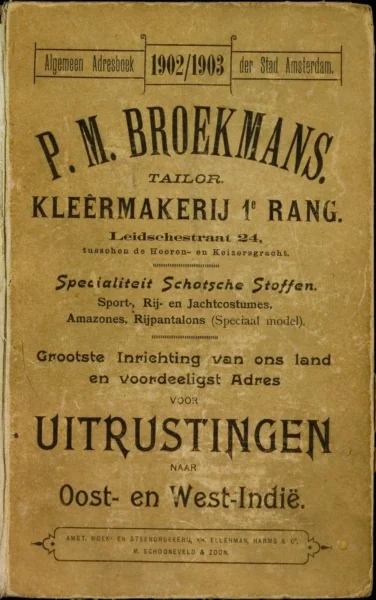 Algemeen Adresboek 1902/1903 der Stad Amsterdam.
P. M. BROEKMANS.
TAILOR.
KLEÊRMAKERIJ 1e RANG.
Leidschestraat 24,
tusschen de Heeren- en Keizersgracht.
Specialiteit Schotsche Stoffen.
Sport-, Rij- en Jachtcostumes,
Amazones, Rijpantalons (Speciaal model).
Grootste Inrichting van ons land
en voordeeligst Adres
VOOR
UITRUSTINGEN
NAAR
Oost- en West-Indië.
AMST. BOEK- EN STEENDRUKKERIJ, v/h ELLERMAN, HARMS & Co.
K. SCHOONEVELD & ZOON.